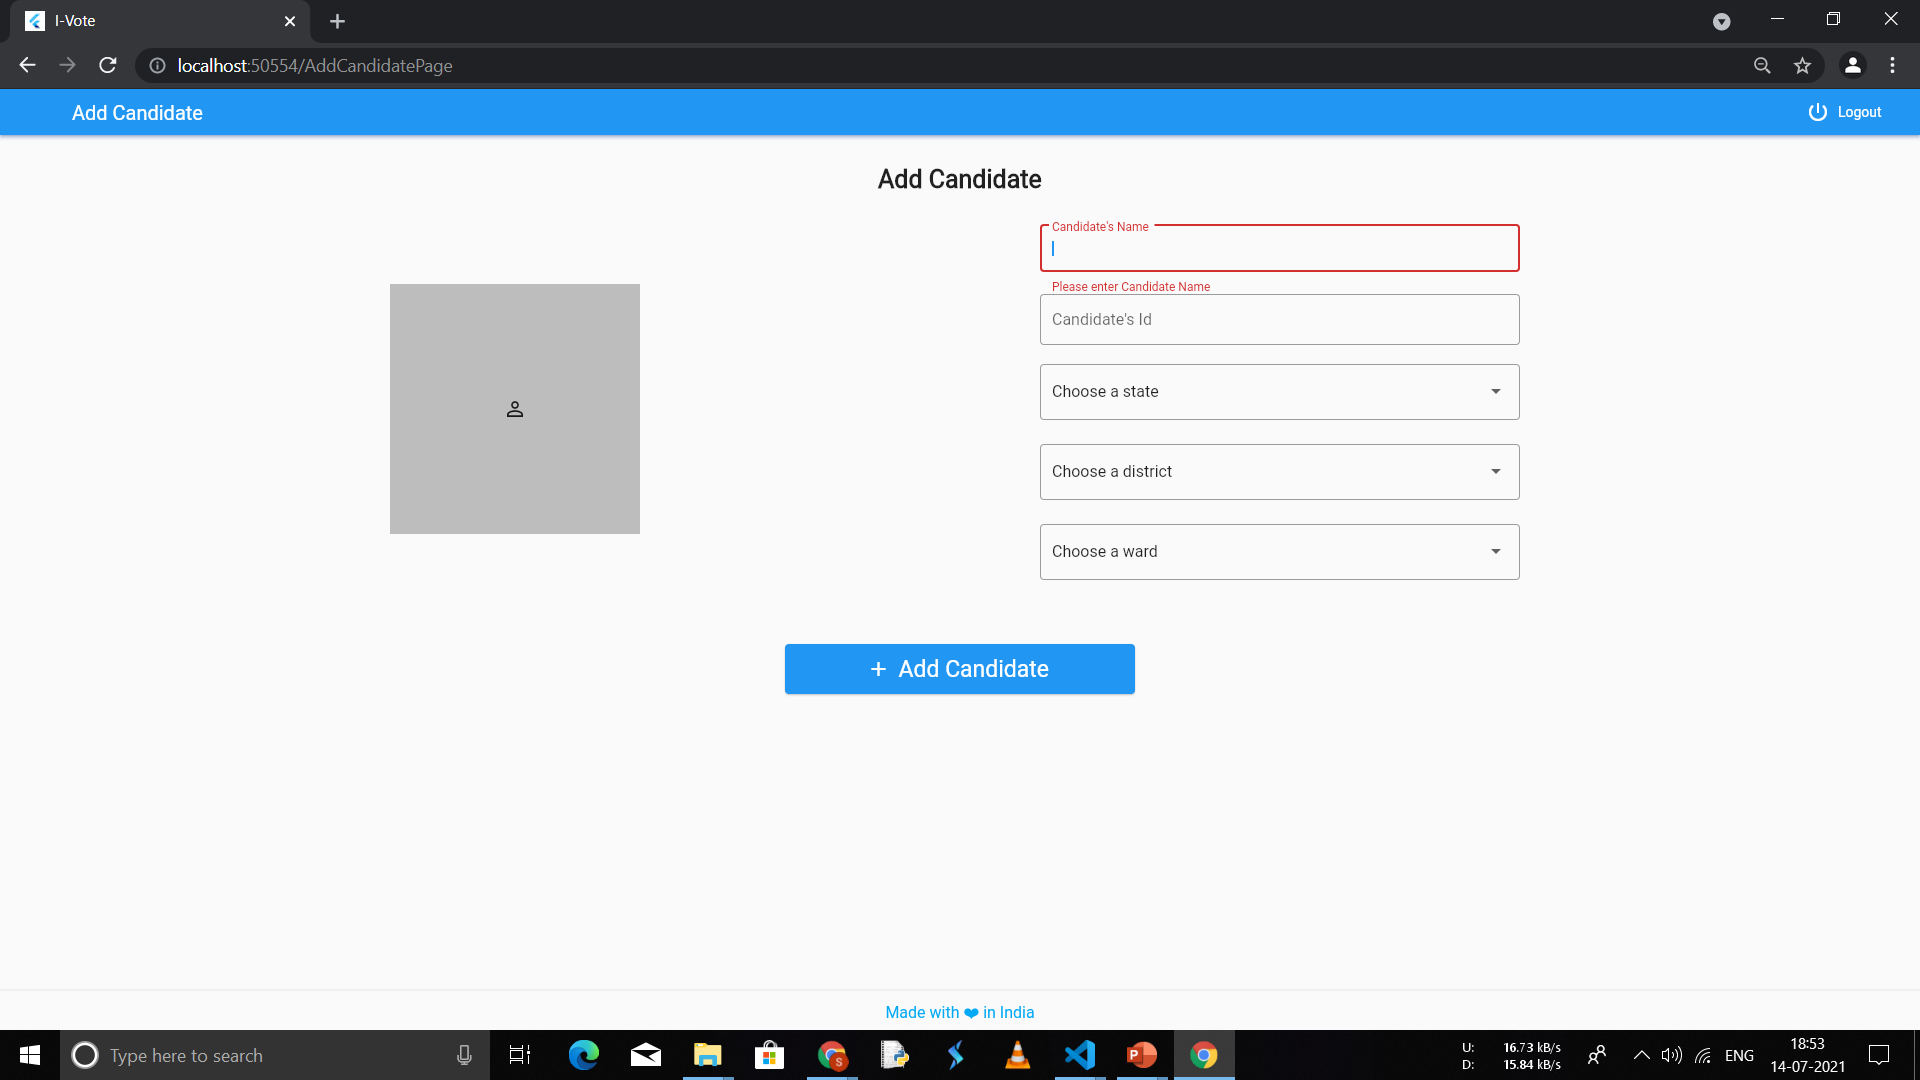 I-Vote
localhost:50554/AddCandidatePage
Add Candidate
Logout
Add Candidate
Candidate's Name
Please enter Candidate Name
Candidate's Id
Choose a state
Choose a district
Choose a ward
+ Add Candidate
Made with ❤ in India
Type here to search
S
P
U: 16.73 kB/s
D: 15.84 kB/s
ENG
18:53
14-07-2021